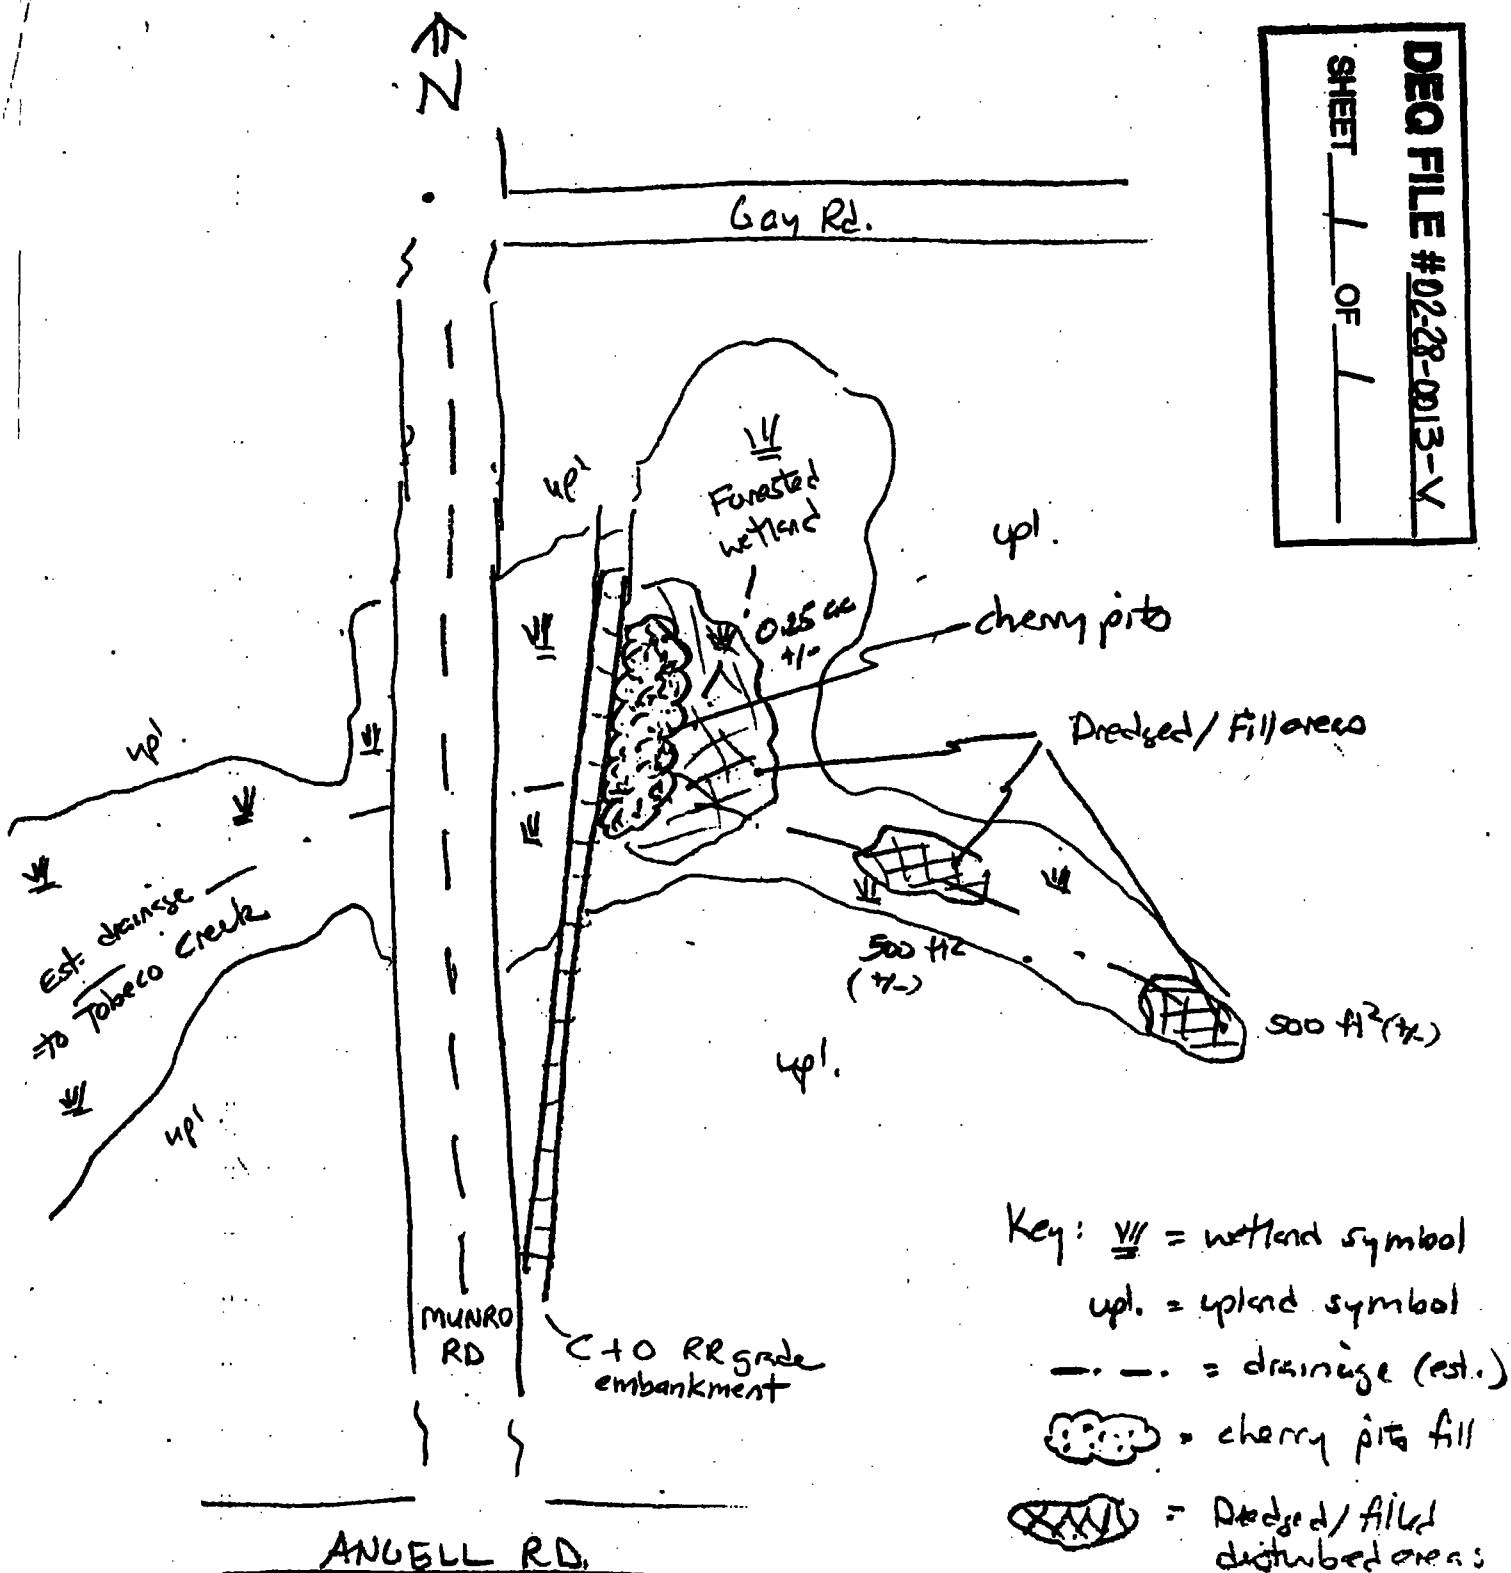 N
DEQ FILE #02-28-0013-V
SHEET 1 OF 1
Gay Rd.
upl
Forested
wetland
0.25 ac
+/-
upl.
cherry pits
Dredged/Fill areas
upl.
Est. drainage
to Tobeco Creek
500 ft2
(+/-)
500 ft2 (+/-)
upl.
upl
MUNRO
RD
C+O RR grade
embankment
ANGELL RD.
Key: = wetland symbol
upl. = upland symbol
—·—· = drainage (est.)
= cherry pits fill
= Dredged/filled
disturbed areas